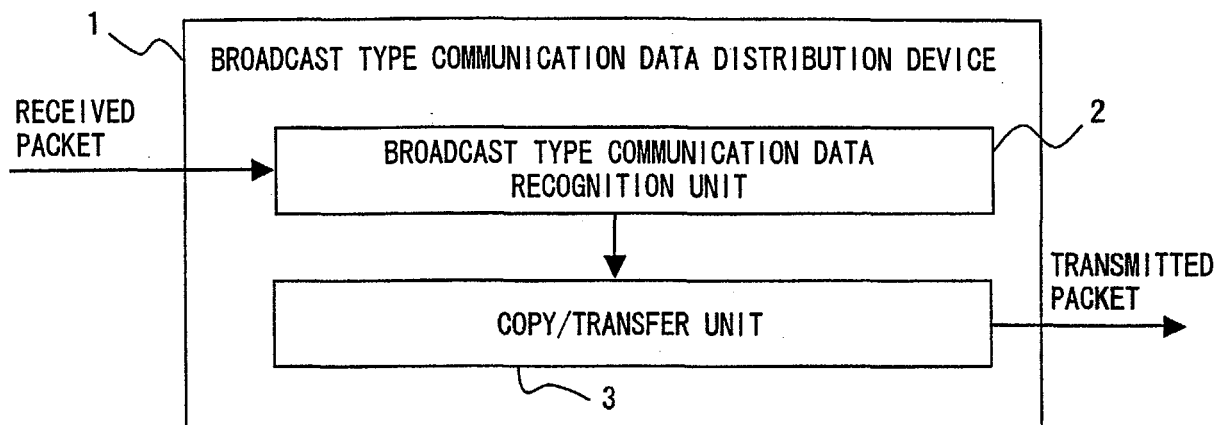 1
BROADCAST TYPE COMMUNICATION DATA DISTRIBUTION DEVICE
RECEIVED
PACKET
2
BROADCAST TYPE COMMUNICATION DATA
RECOGNITION UNIT
TRANSMITTED
PACKET
COPY/TRANSFER UNIT
3